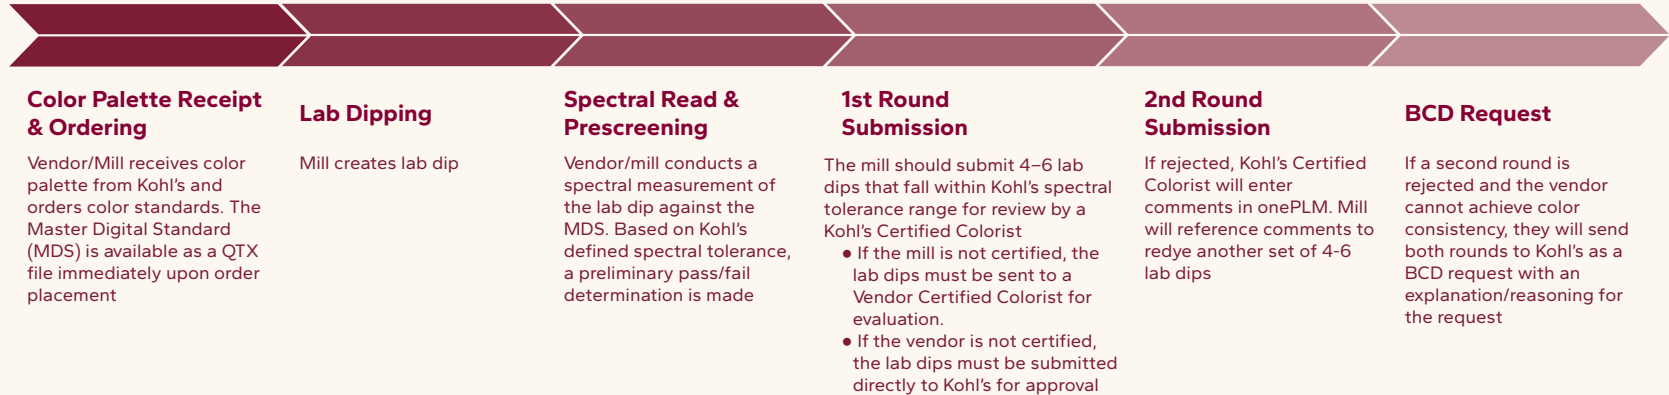 Color Palette Receipt
& Ordering
Vendor/Mill receives color
palette from Kohl's and
orders color standards. The
Master Digital Standard
(MDS) is available as a QTX
file immediately upon order
placement
Lab Dipping
Mill creates lab dip
Spectral Read &
Prescreening
Vendor/mill conducts a
spectral measurement of
the lab dip against the
MDS. Based on Kohl's
defined spectral tolerance,
a preliminary pass/fail
determination is made
1st Round
Submission
The mill should submit 4–6 lab
dips that fall within Kohl's spectral
tolerance range for review by a
Kohl's Certified Colorist
● If the mill is not certified, the
lab dips must be sent to a
Vendor Certified Colorist for
evaluation.
● If the vendor is not certified,
the lab dips must be submitted
directly to Kohl's for approval
2nd Round
Submission
If rejected, Kohl's Certified
Colorist will enter
comments in onePLM. Mill
will reference comments to
redye another set of 4-6
lab dips
BCD Request
If a second round is
rejected and the vendor
cannot achieve color
consistency, they will send
both rounds to Kohl's as a
BCD request with an
explanation/reasoning for
the request